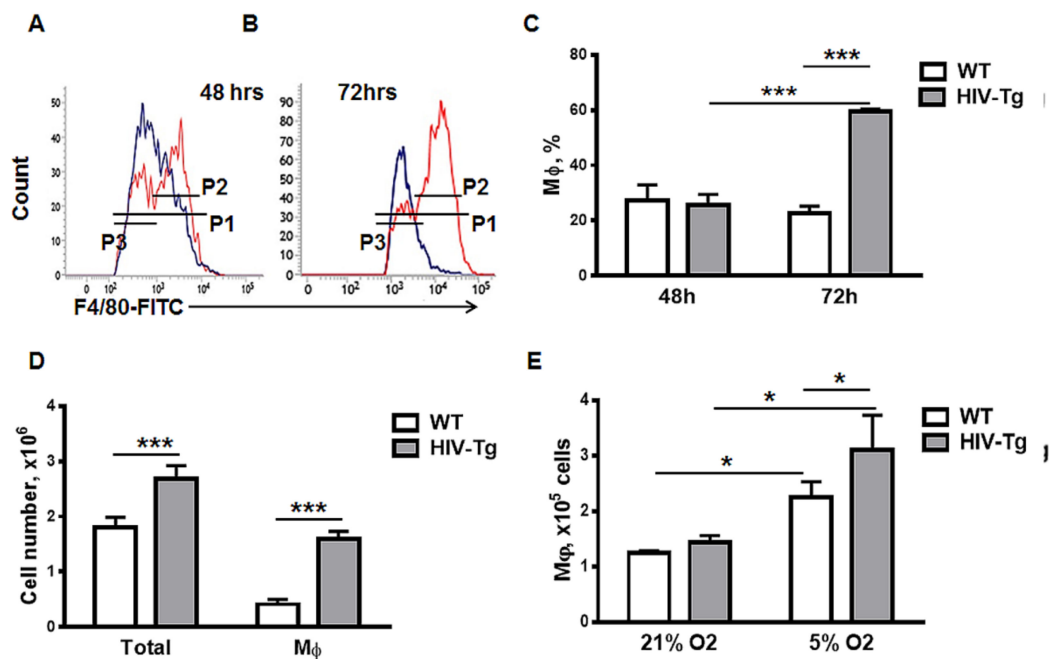 A
B
C
48 hrs
72hrs
Count
50
40
30
20
10
0
P2
P1
P3
0 10² 10³ 10⁴ 10⁵
90
80
70
60
50
40
30
20
10
0
P2
P1
P3
0 10² 10³ 10⁴ 10⁵
F4/80-FITC
Mϕ, %
80
60
40
20
0
***
***
WT
HIV-Tg
48h 72h
D
E
Cell number, x10⁶
4
3
2
1
0
***
***
WT
HIV-Tg
Total Mϕ
Mφ, x10⁵ cells
4
3
2
1
0
*
*
*
WT
HIV-Tg
21% O2 5% O2